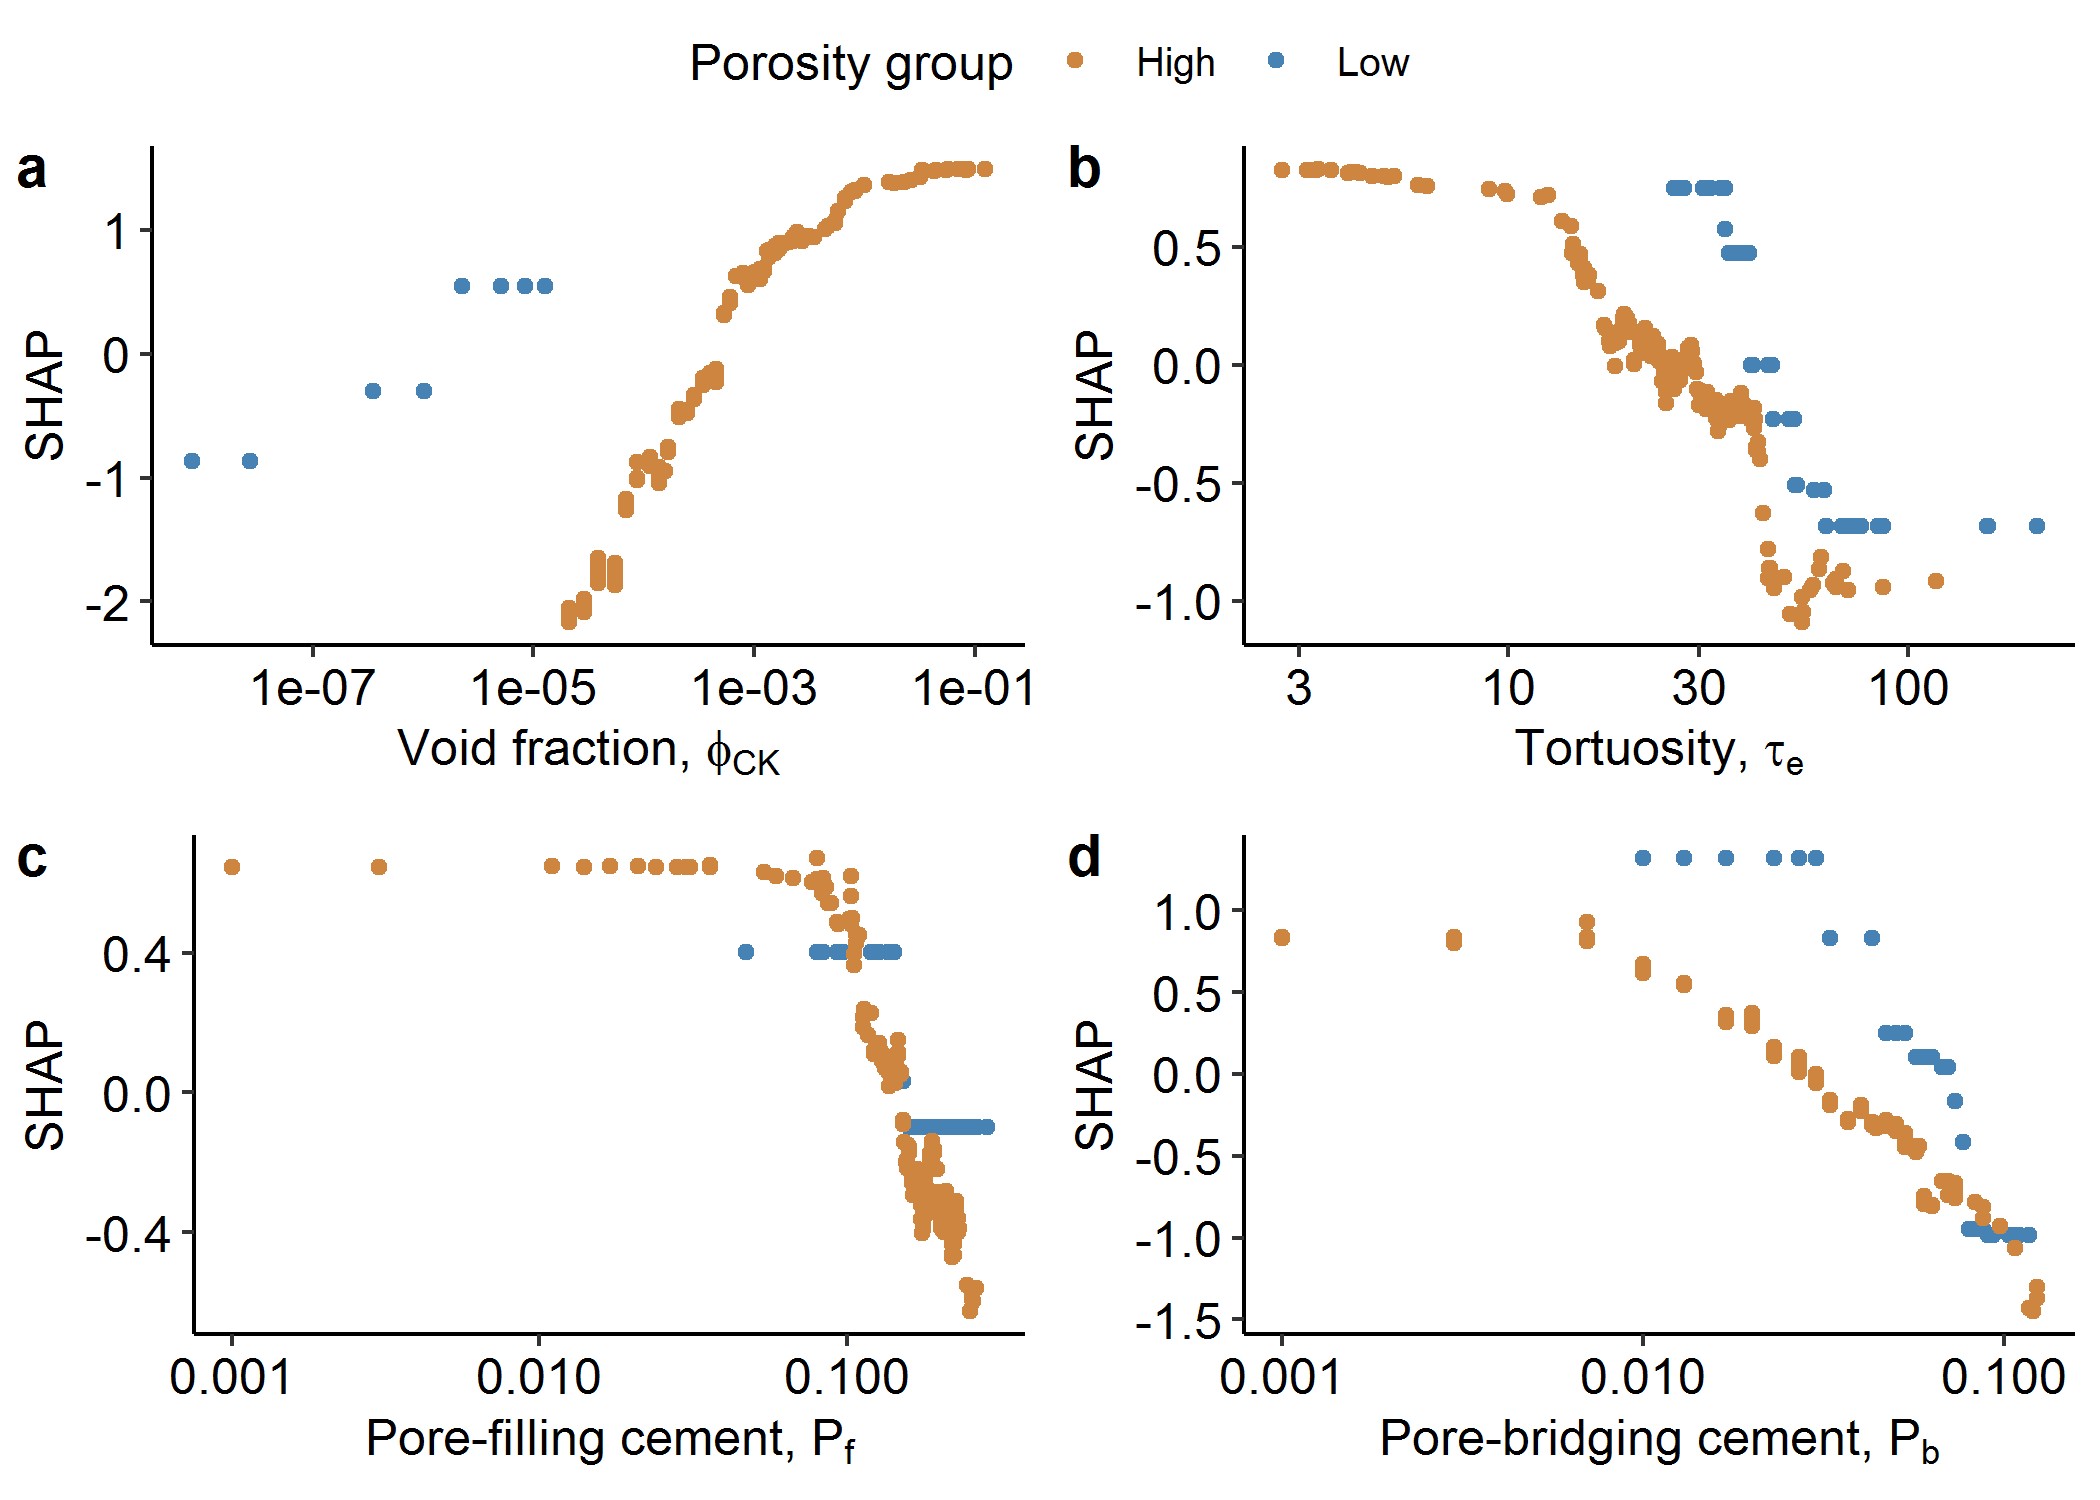 Porosity group High Low
a
1
0
-1
-2
SHAP
1e-07 1e-05 1e-03 1e-01
Void fraction, ϕCK
b
0.5
0.0
-0.5
-1.0
SHAP
3 10 30 100
Tortuosity, τe
c
0.4
0.0
-0.4
SHAP
0.001 0.010 0.100
Pore-filling cement, Pf
d
1.0
0.5
0.0
-0.5
-1.0
-1.5
SHAP
0.001 0.010 0.100
Pore-bridging cement, Pb